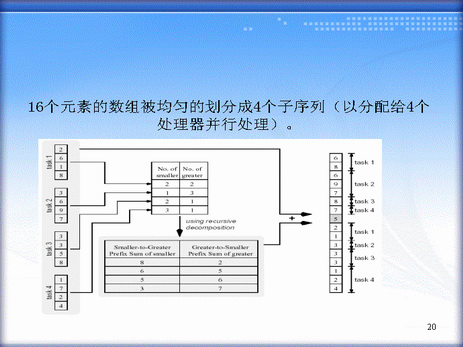 16个元素的数组被均匀的划分成4个子序列（以分配给4个
处理器并行处理）。
task 1
2
6
1
8
task 2
3
6
9
7
task 3
3
3
5
8
task 4
1
7
2
4
No. of smaller No. of greater
2 2
1 3
2 1
3 1
using recursive
decomposition
+
Smaller-to-Greater Greater-to-Smaller
Prefix Sum of smaller Prefix Sum of greater
8 2
6 5
5 6
3 7
6
8
6
9
7
8
7
5
2
1
3
3
3
1
2
4
task 1
task 2
task 3
task 4
task 1
task 2
task 3
task 4
20